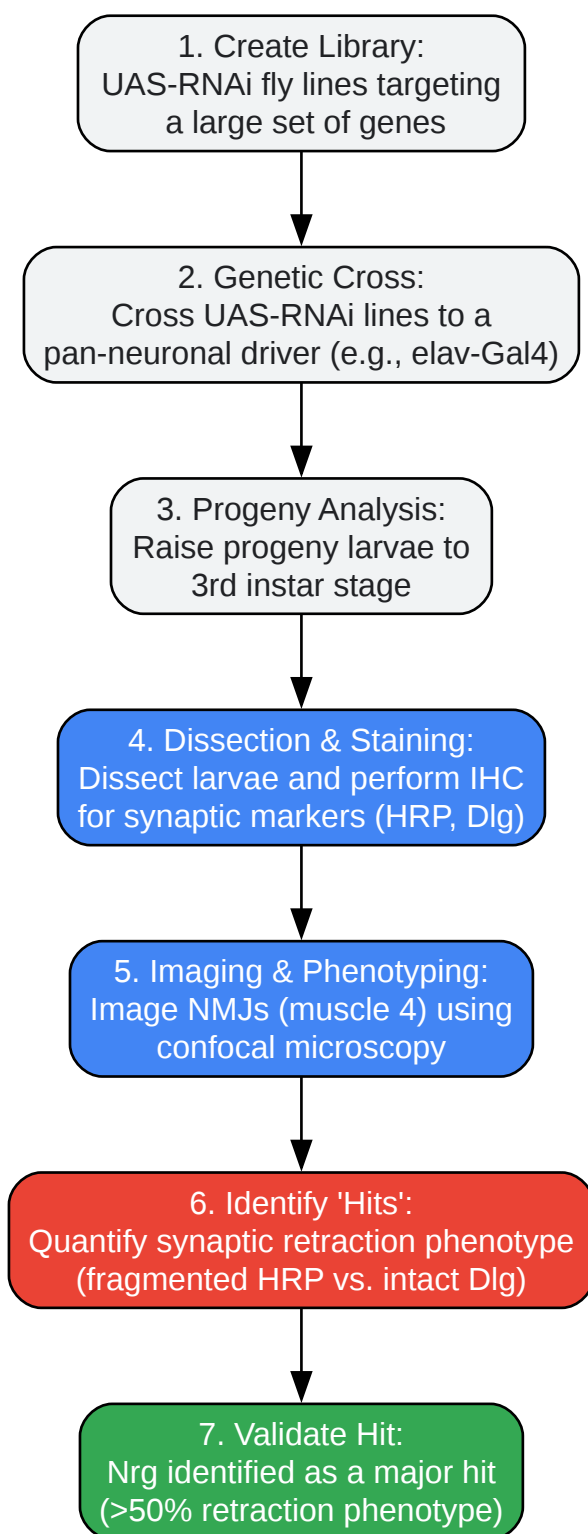 1. Create Library:
UAS-RNAi fly lines targeting
a large set of genes
2. Genetic Cross:
Cross UAS-RNAi lines to a
pan-neuronal driver (e.g., elav-Gal4)
3. Progeny Analysis:
Raise progeny larvae to
3rd instar stage
4. Dissection & Staining:
Dissect larvae and perform IHC
for synaptic markers (HRP, Dlg)
5. Imaging & Phenotyping:
Image NMJs (muscle 4) using
confocal microscopy
6. Identify 'Hits':
Quantify synaptic retraction phenotype
(fragmented HRP vs. intact Dlg)
7. Validate Hit:
Nrg identified as a major hit
(>50% retraction phenotype)